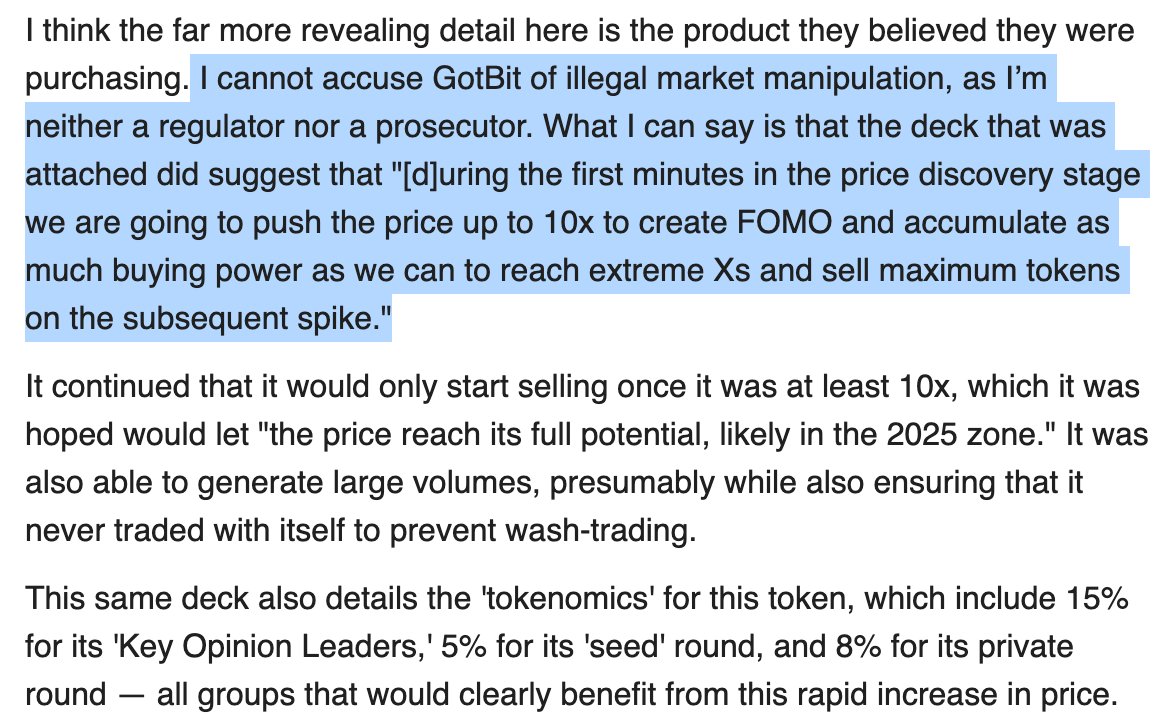 I think the far more revealing detail here is the product they believed they were
purchasing. I cannot accuse GotBit of illegal market manipulation, as I’m
neither a regulator nor a prosecutor. What I can say is that the deck that was
attached did suggest that "[d]uring the first minutes in the price discovery stage
we are going to push the price up to 10x to create FOMO and accumulate as
much buying power as we can to reach extreme Xs and sell maximum tokens
on the subsequent spike."
It continued that it would only start selling once it was at least 10x, which it was
hoped would let "the price reach its full potential, likely in the 2025 zone." It was
also able to generate large volumes, presumably while also ensuring that it
never traded with itself to prevent wash-trading.
This same deck also details the 'tokenomics' for this token, which include 15%
for its 'Key Opinion Leaders,' 5% for its 'seed' round, and 8% for its private
round — all groups that would clearly benefit from this rapid increase in price.